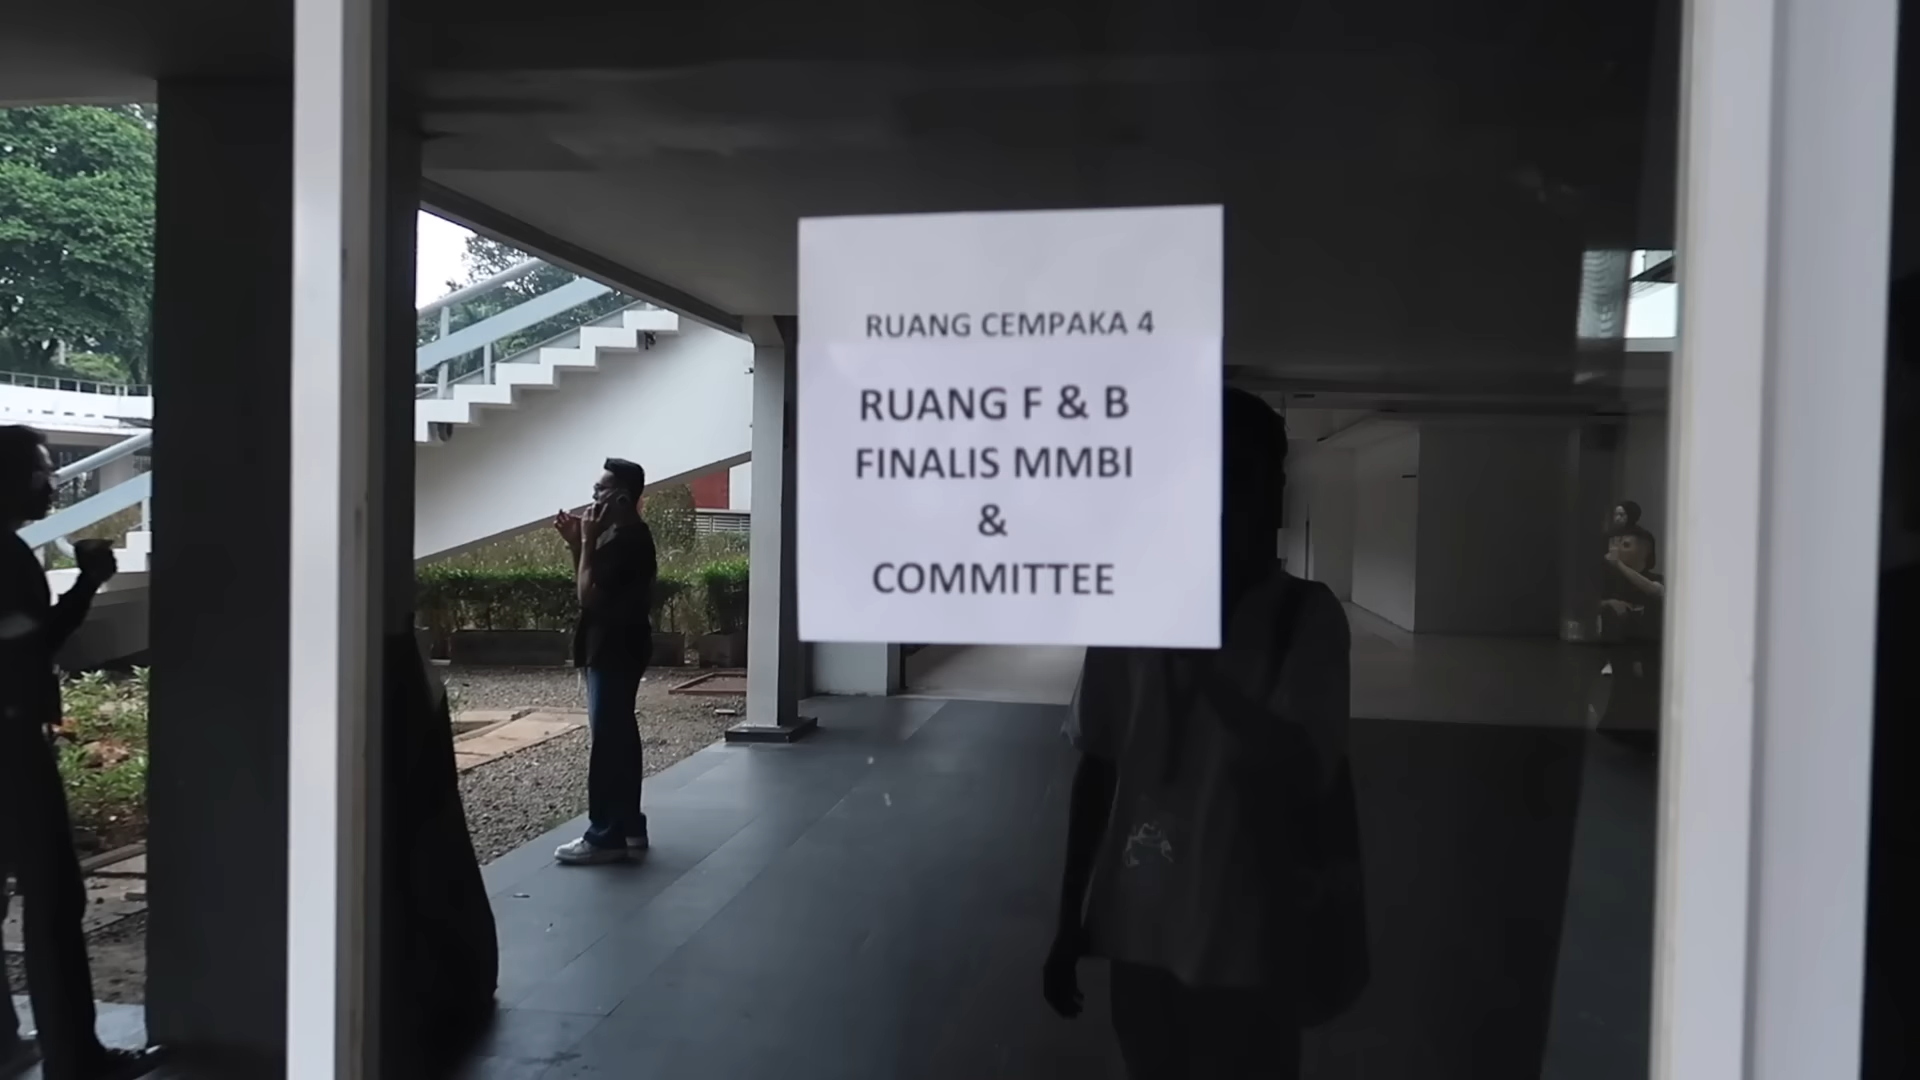 RUANG CEMPAKA 4
RUANG F & B
FINALIS MMBI
&
COMMITTEE